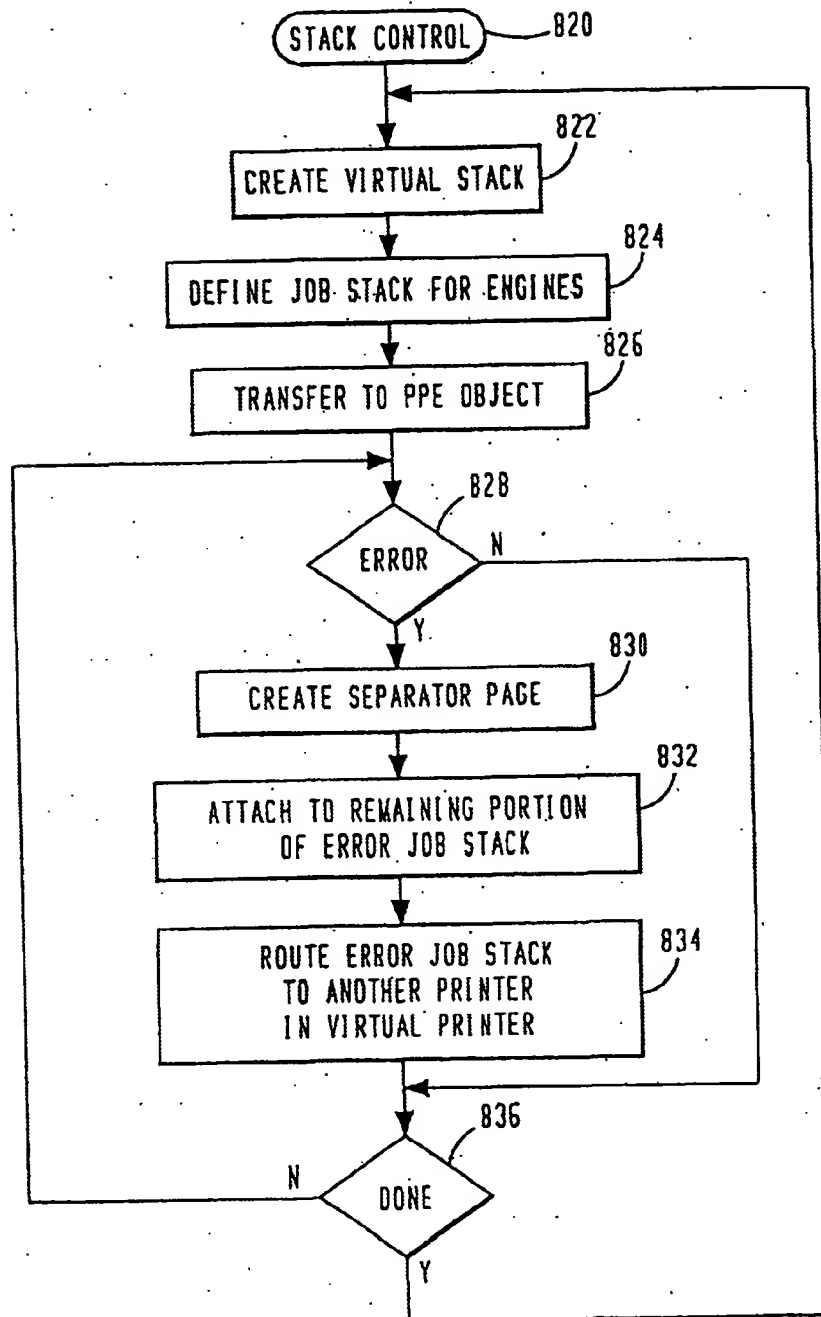 STACK CONTROL
820
822
CREATE VIRTUAL STACK
824
DEFINE JOB STACK FOR ENGINES
826
TRANSFER TO PPE OBJECT
828
ERROR
N
Y
830
CREATE SEPARATOR PAGE
832
ATTACH TO REMAINING PORTION
OF ERROR JOB STACK
834
ROUTE ERROR JOB STACK
TO ANOTHER PRINTER
IN VIRTUAL PRINTER
836
N
DONE
Y